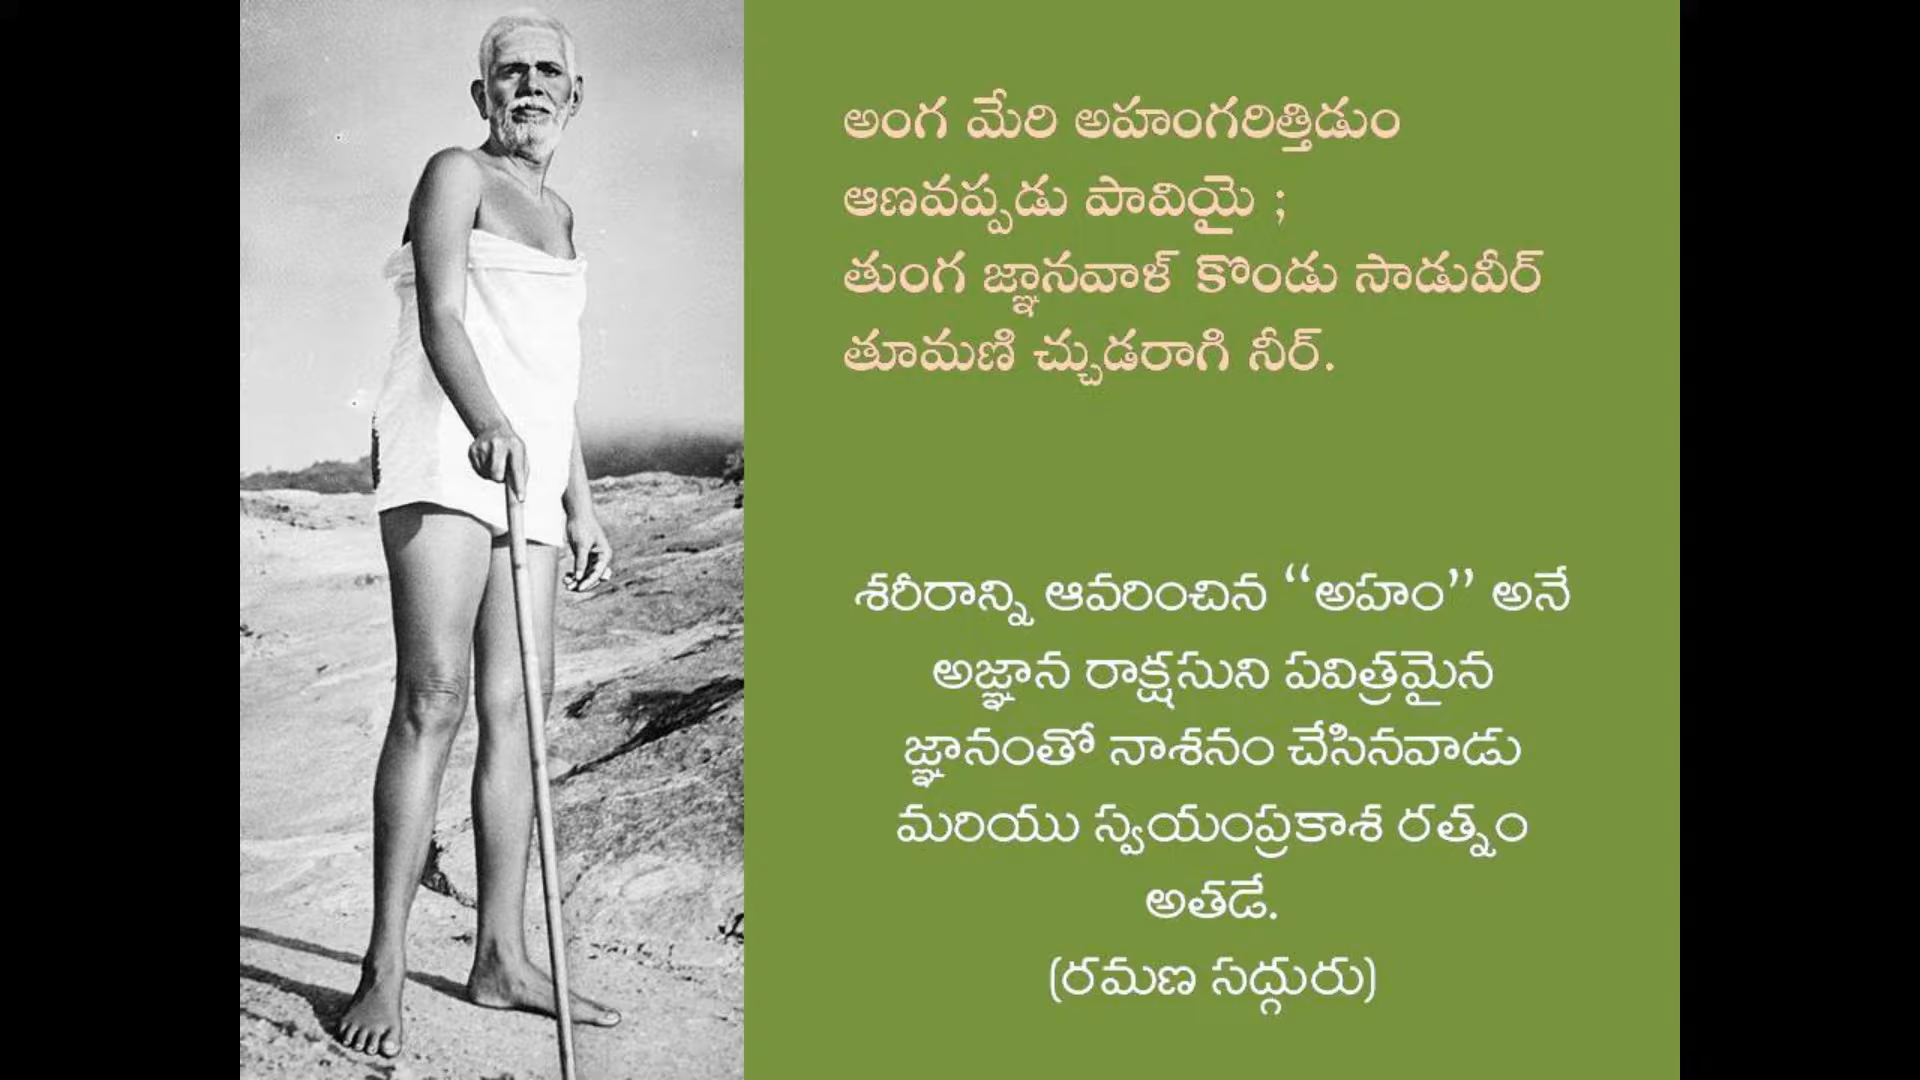 అంగ మేరి అహంగరిత్తిడుం
ఆణవప్పడు పావియై ;
తుంగ జ్ఞానవాళ్ కొండు సాడువీర్
తూమణి చ్చుడరాగి నీర్.
శరీరాన్ని ఆవరించిన “అహం” అనే
అజ్ఞాన రాక్షసుని పవిత్రమైన
జ్ఞానంతో నాశనం చేసినవాడు
మరియు స్వయంప్రకాశ రత్నం
అతడే.
(రమణ సద్గురు)